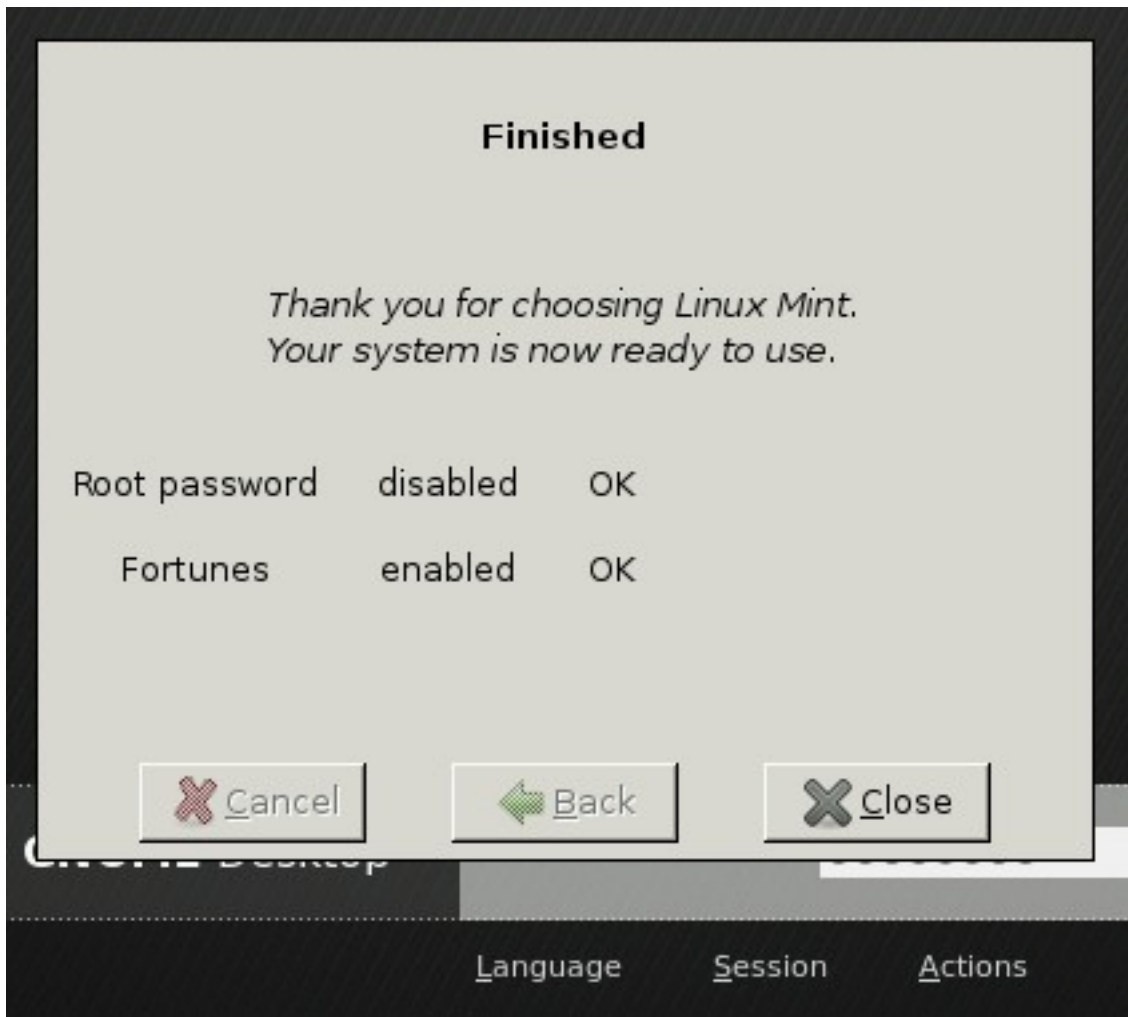 Finished
Thank you for choosing Linux Mint.
Your system is now ready to use.
Root password disabled OK
Fortunes enabled OK
Cancel Back Close
GNOME Desktop
Language Session Actions